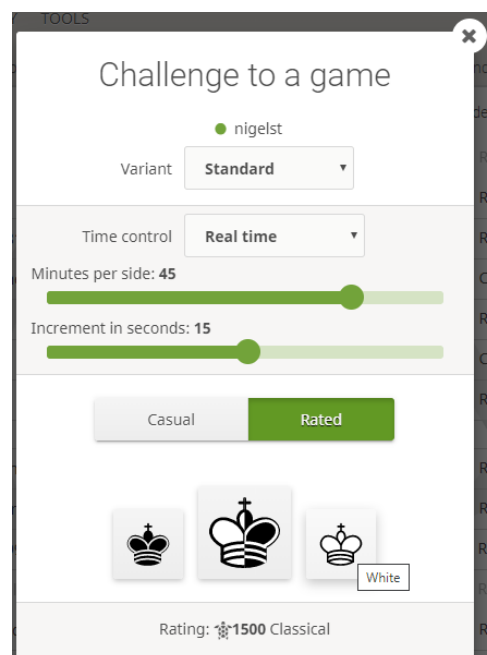 TOOLS
Challenge to a game
nigelst
Variant Standard
Time control Real time
Minutes per side: 45
Increment in seconds: 15
Casual Rated
White
Rating: 1500 Classical